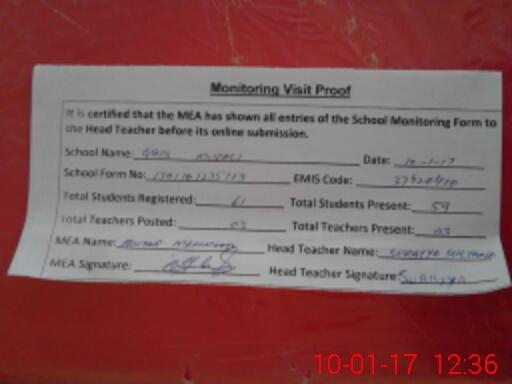 Monitoring Visit Proof
It is certified that the MEA has shown all entries of the School Monitoring Form to
the Head Teacher before its online submission.
School Name: GGPS Date: 10-1-17
School Form No: EMIS Code:
Total Students Registered: 61 Total Students Present: 59
Total Teachers Posted: 03 Total Teachers Present: 03
MEA Name: Head Teacher Name:
MEA Signature: Head Teacher Signature:
10-01-17 12:36